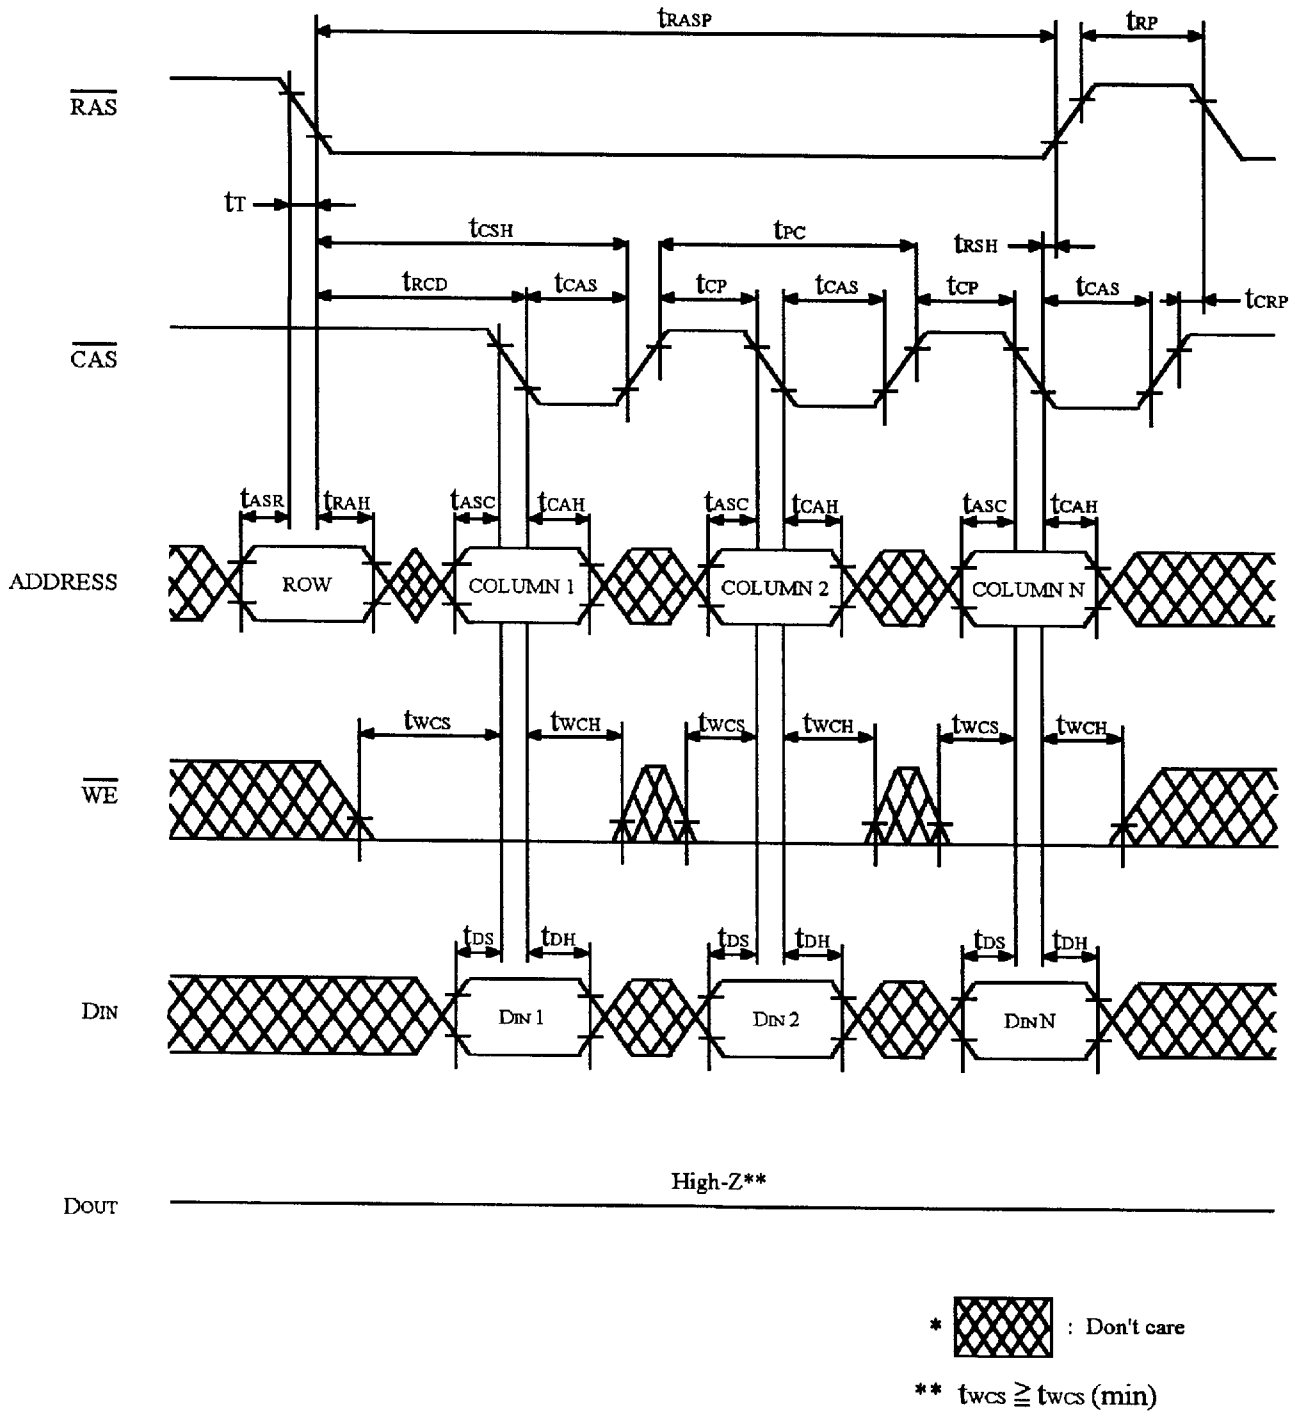 tRASP
tRP
RAS
tT
tCSH
tPC
tRSH
tRCD
tCAS
tCP
tCAS
tCP
tCAS
tCRP
CAS
tASR
tRAH
tASC
tCAH
tASC
tCAH
tASC
tCAH
ADDRESS
ROW
COLUMN 1
COLUMN 2
COLUMN N
tWCS
tWCH
tWCS
tWCH
tWCS
tWCH
WE
tDS
tDH
tDS
tDH
tDS
tDH
DIN
DIN 1
DIN 2
DIN N
High-Z**
DOUT
* : Don't care
** tWCS ≧ tWCS (min)